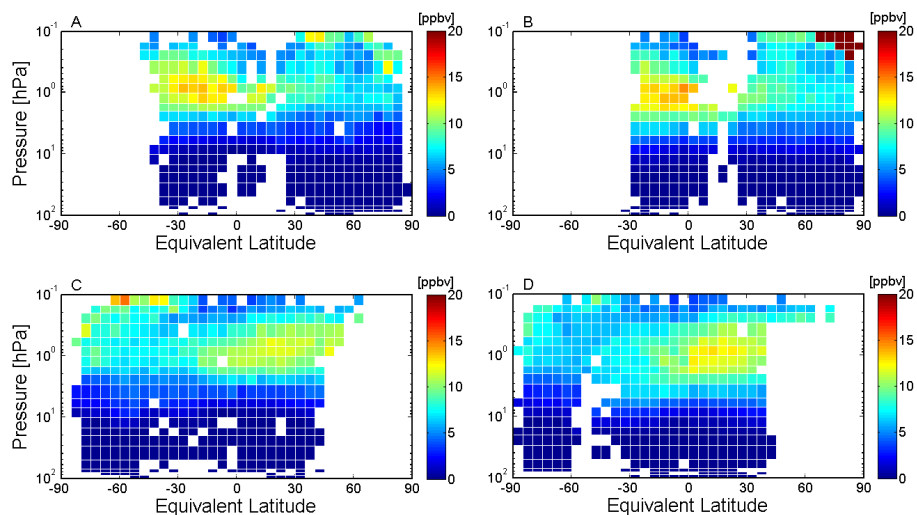 A [ppbv] B [ppbv]
10-1 20 10-1 20
15 15
Pressure [hPa] 100 10 100 10
101 5 101 5
102 0 102 0
-90 -60 -30 0 30 60 90 -90 -60 -30 0 30 60 90
Equivalent Latitude Equivalent Latitude
C [ppbv] D [ppbv]
10-1 20 10-1 20
15 15
Pressure [hPa] 100 10 100 10
101 5 101 5
102 0 102 0
-90 -60 -30 0 30 60 90 -90 -60 -30 0 30 60 90
Equivalent Latitude Equivalent Latitude